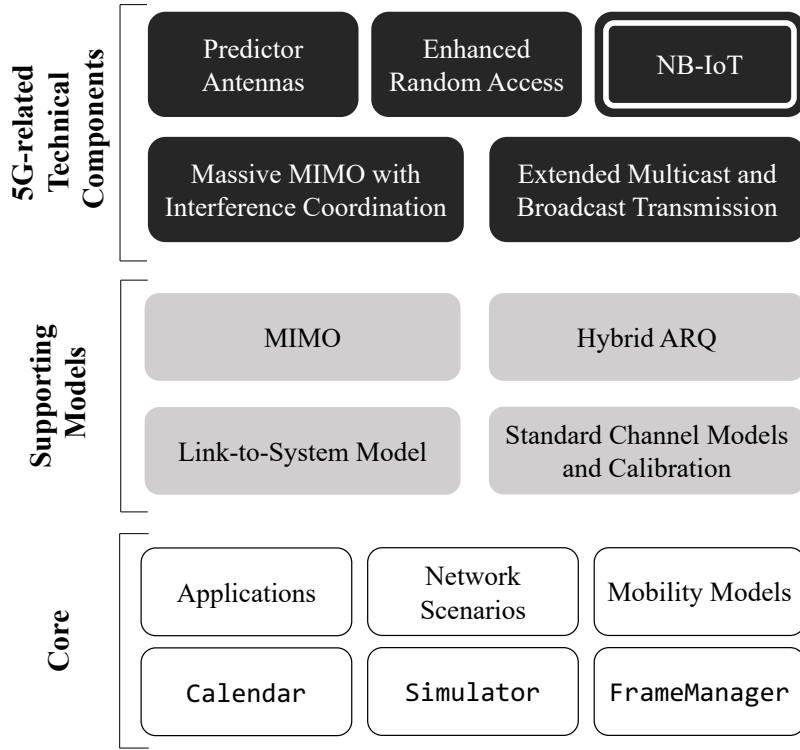 5G-related
Technical
Components
Predictor
Antennas
Enhanced
Random Access
NB-IoT
Massive MIMO with
Interference Coordination
Extended Multicast and
Broadcast Transmission
Supporting
Models
MIMO
Hybrid ARQ
Link-to-System Model
Standard Channel Models
and Calibration
Core
Applications
Network
Scenarios
Mobility Models
Calendar
Simulator
FrameManager